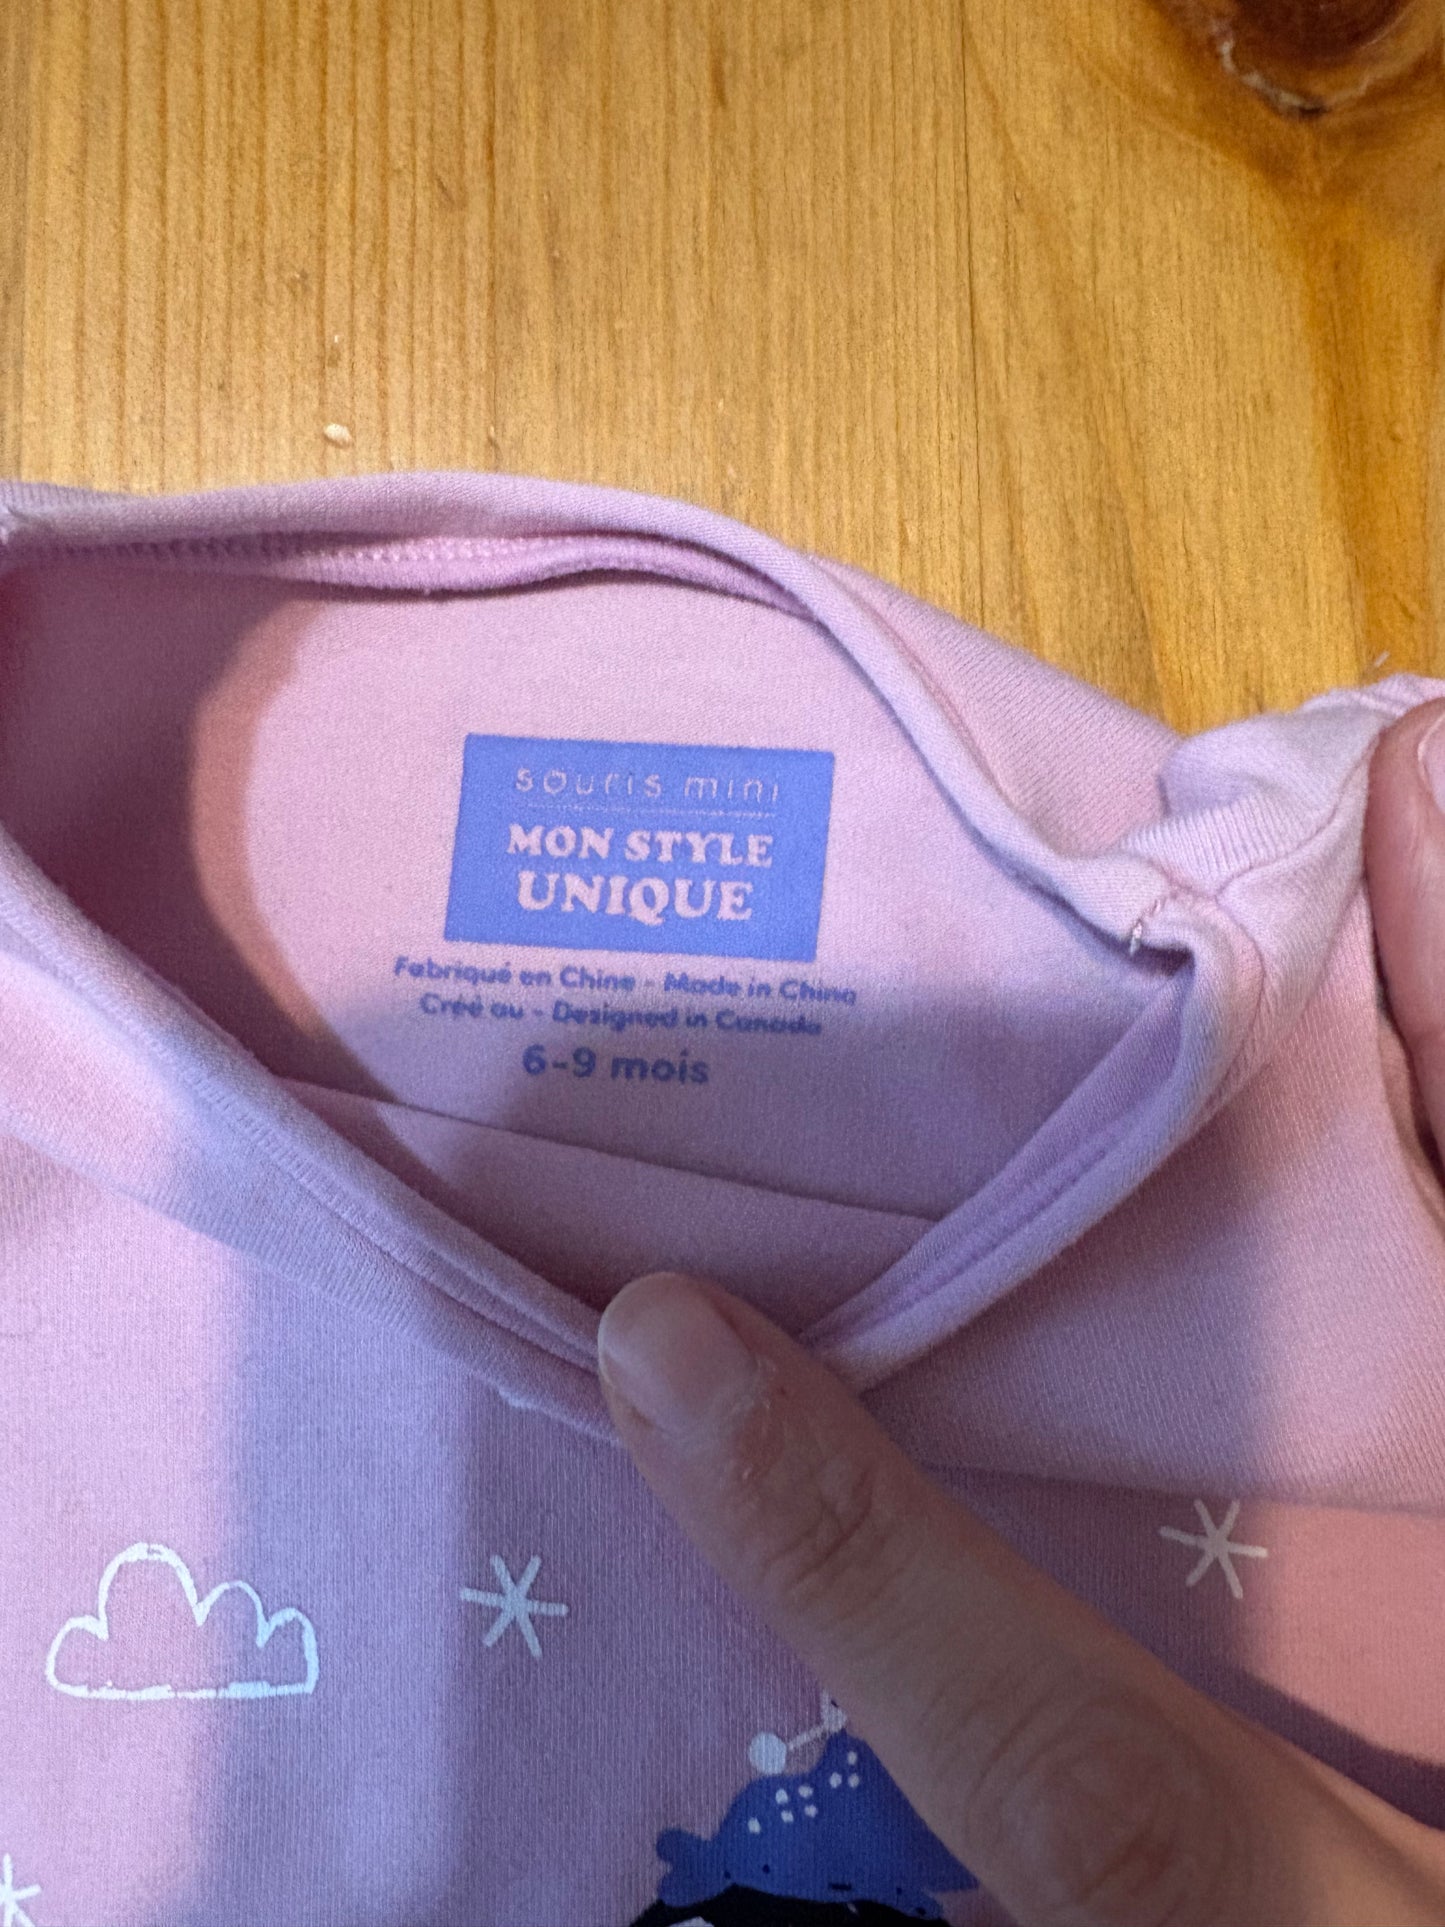 souris mini
MON STYLE
UNIQUE
Fabriqué en Chine - Made in China
Créé au - Designed in Canada
6-9 mois